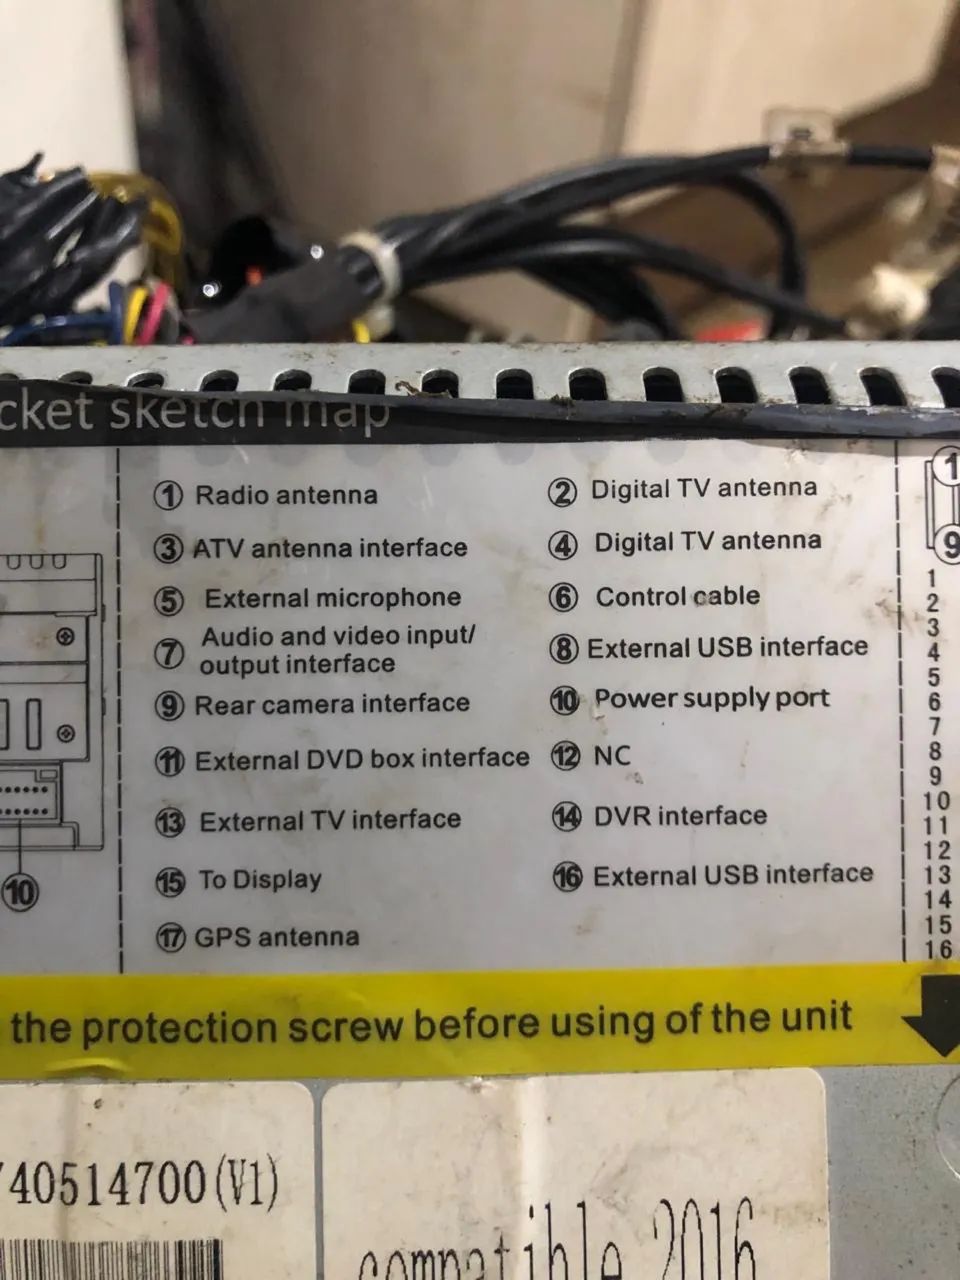 cket sketch map
① Radio antenna
② Digital TV antenna
③ ATV antenna interface
④ Digital TV antenna
⑤ External microphone
⑥ Control cable
⑦ Audio and video input/
output interface
⑧ External USB interface
⑨ Rear camera interface
⑩ Power supply port
⑪ External DVD box interface
⑫ NC
⑬ External TV interface
⑭ DVR interface
⑮ To Display
⑯ External USB interface
⑰ GPS antenna
⑩
①
⑨
1
2
3
4
5
6
7
8
9
10
11
12
13
14
15
16
the protection screw before using of the unit
740514700(V1)
compatible 2016